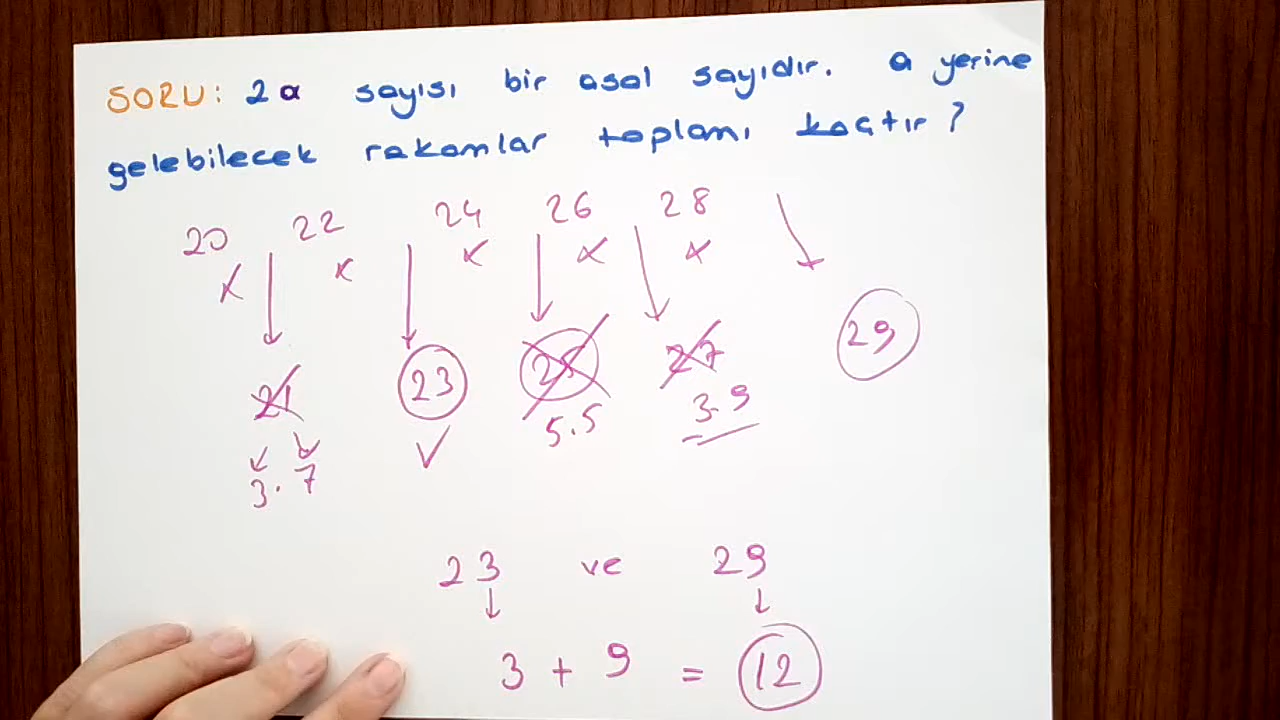 SORU: 2a sayısı bir asal sayıdır. a yerine
gelebilecek rakamlar toplamı kaçtır?
20 22 24 26 28
x x x x x
21 23 25 27 29
3.7 ✓ 5.5 3.9
23 ve 29
3 + 9 = 12